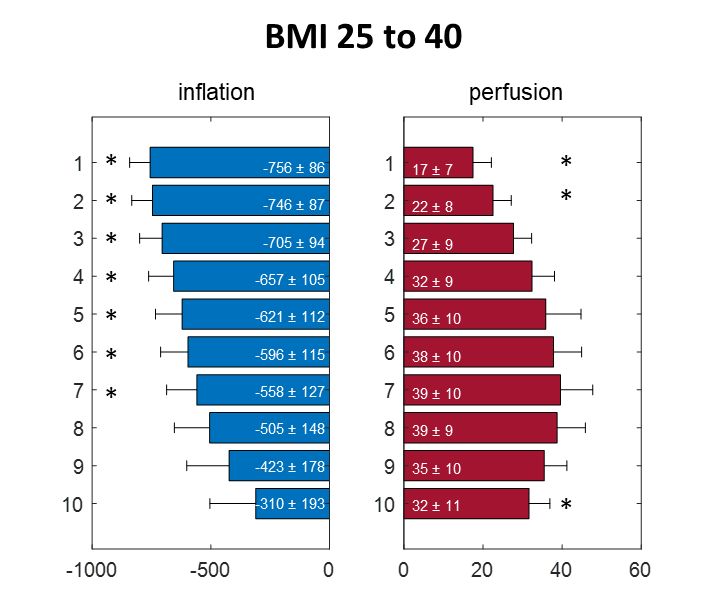 BMI 25 to 40
inflation perfusion
1 * -756 ± 86 1 17 ± 7 *
2 * -746 ± 87 2 22 ± 8 *
3 * -705 ± 94 3 27 ± 9
4 * -657 ± 105 4 32 ± 9
5 * -621 ± 112 5 36 ± 10
6 * -596 ± 115 6 38 ± 10
7 * -558 ± 127 7 39 ± 10
8 -505 ± 148 8 39 ± 9
9 -423 ± 178 9 35 ± 10
10 -310 ± 193 10 32 ± 11 *
-1000 -500 0 0 20 40 60